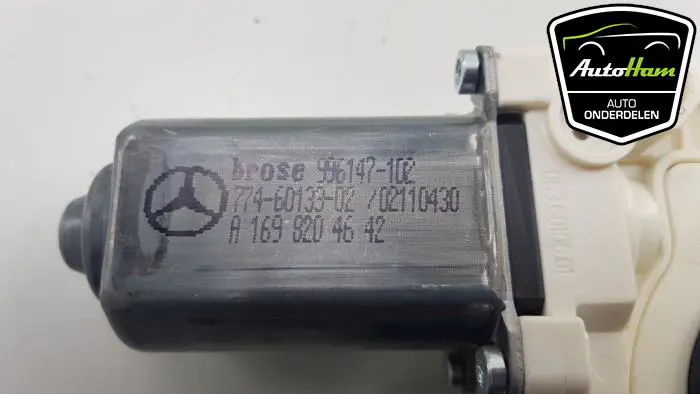 AutoHam
AUTO
ONDERDELEN
brose 996147-102
774-60133-02 /02110430
A 169 820 46 42